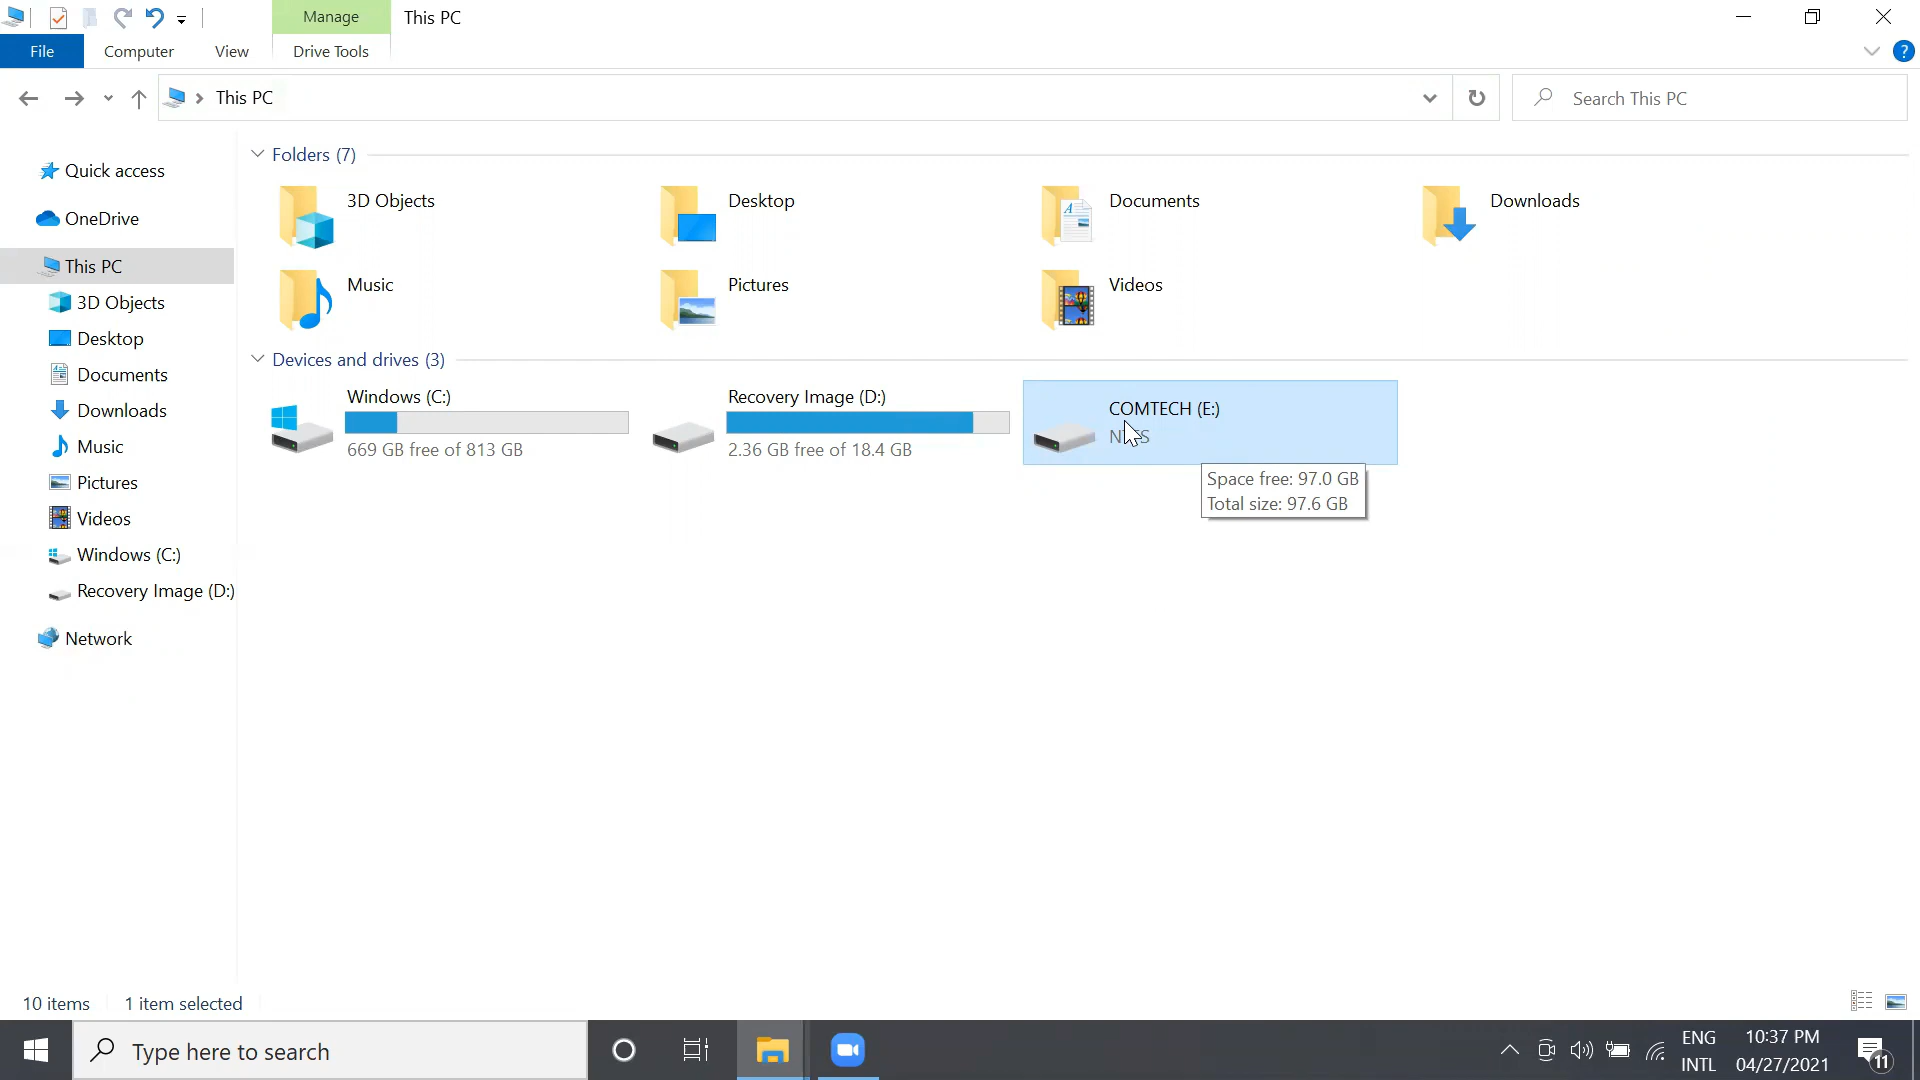 Manage
This PC
File
Computer
View
Drive Tools
This PC
Search This PC
Quick access
OneDrive
This PC
3D Objects
Desktop
Documents
Downloads
Music
Pictures
Videos
Windows (C:)
Recovery Image (D:)
Network
Folders (7)
3D Objects
Desktop
Documents
Downloads
Music
Pictures
Videos
Devices and drives (3)
Windows (C:)
669 GB free of 813 GB
Recovery Image (D:)
2.36 GB free of 18.4 GB
COMTECH (E:)
Space free: 97.0 GB
Total size: 97.6 GB
10 items
1 item selected
Type here to search
ENG
INTL
10:37 PM
04/27/2021
11